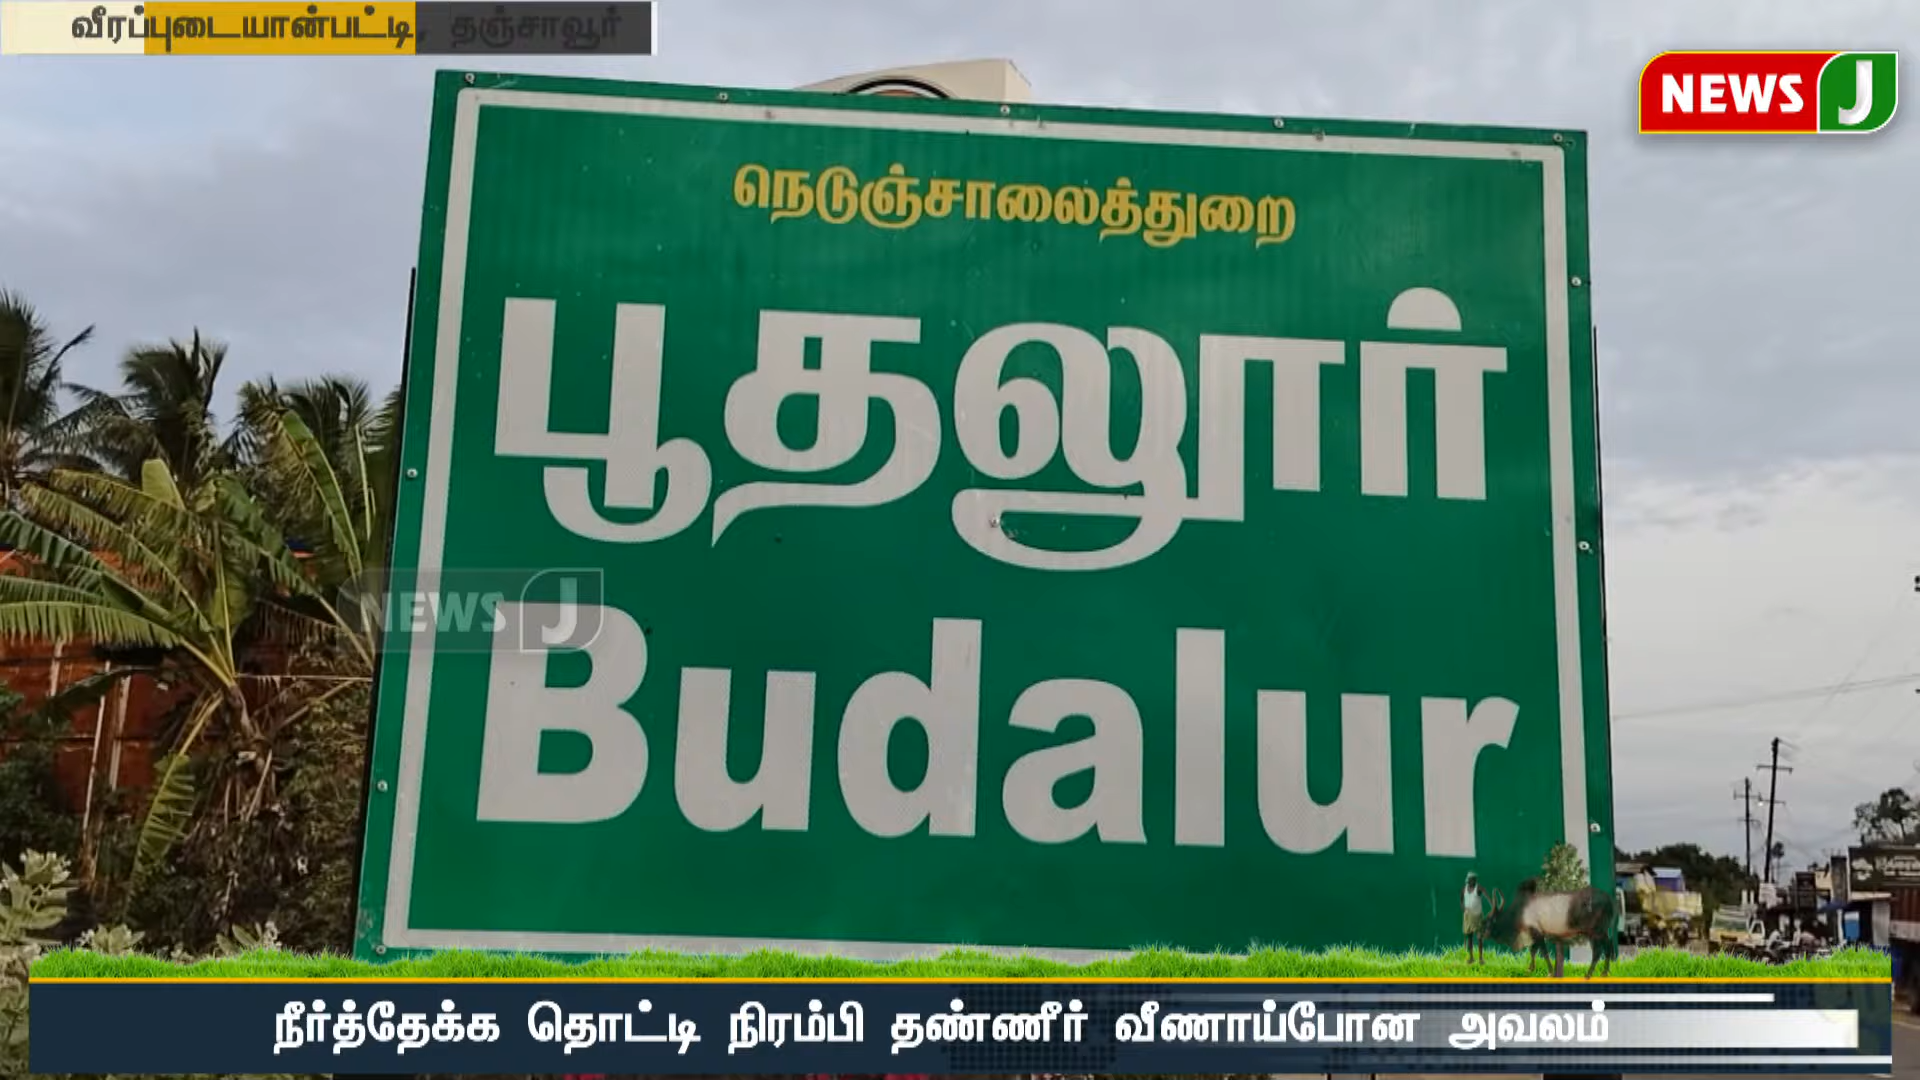 வீரப்புடையான்பட்டி, தஞ்சாவூர்
NEWS J
நெடுஞ்சாலைத்துறை
பூதலூர்
NEWS J
Budalur
நீர்த்தேக்க தொட்டி நிரம்பி தண்ணீர் வீணாய்போன அவலம்